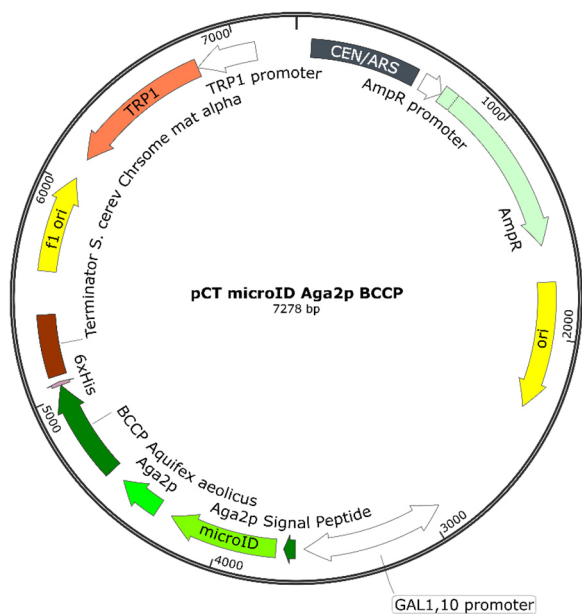 7000
CEN/ARS
TRP1 promoter
AmpR promoter
1000
TRP1
AmpR
6000
f1 ori
Terminator S. cerev Chrsome mat alpha
pCT microID Aga2p BCCP
7278 bp
2000
ori
6xHis
5000
BCCP Aquifex aeolicus
Aga2p
Aga2p Signal Peptide
microID
4000
3000
GAL1,10 promoter